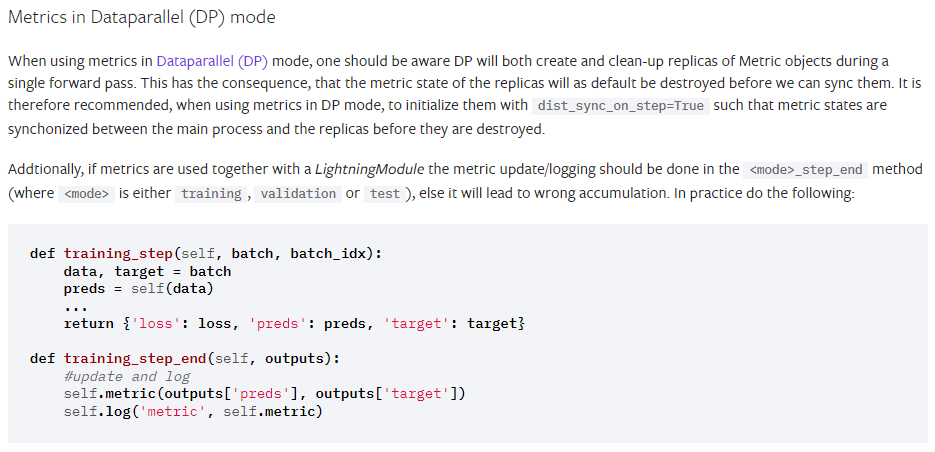 Metrics in Dataparallel (DP) mode
When using metrics in Dataparallel (DP) mode, one should be aware DP will both create and clean-up replicas of Metric objects during a
single forward pass. This has the consequence, that the metric state of the replicas will as default be destroyed before we can sync them. It is
therefore recommended, when using metrics in DP mode, to initialize them with dist_sync_on_step=True such that metric states are
synchonized between the main process and the replicas before they are destroyed.
Addtionally, if metrics are used together with a LightningModule the metric update/logging should be done in the <mode>_step_end method
(where <mode> is either training , validation or test ), else it will lead to wrong accumulation. In practice do the following:
def training_step(self, batch, batch_idx):
    data, target = batch
    preds = self(data)
    ...
    return {'loss': loss, 'preds': preds, 'target': target}
def training_step_end(self, outputs):
    #update and log
    self.metric(outputs['preds'], outputs['target'])
    self.log('metric', self.metric)